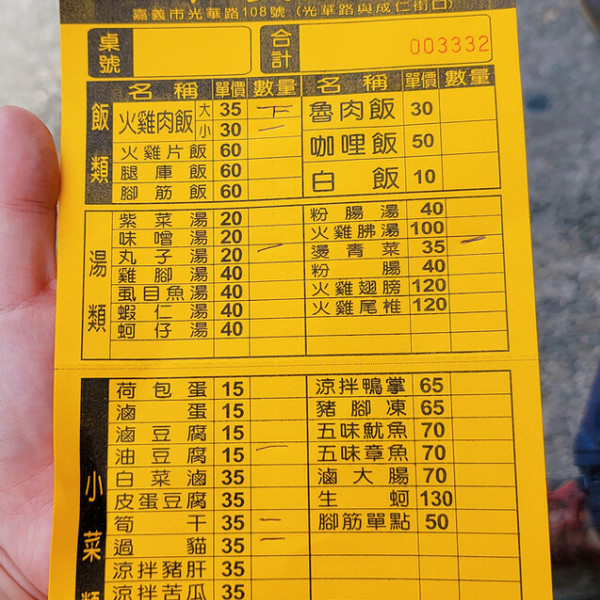 嘉義市光華路108號（光華路與成仁街口）
桌號 合計 003332
名稱 單價 數量 名稱 單價 數量
飯類
火雞肉飯 大 35 下 魯肉飯 30
小 30 一
咖哩飯 50
火雞片飯 60
腿庫飯 60 白飯 10
腳筋飯 60
湯類
紫菜湯 20 粉腸湯 40
味噌湯 20 火雞胇湯 100
丸子湯 20 一 燙青菜 35 一
雞腳湯 40 粉腸 40
虱目魚湯 40 火雞翅膀 120
蝦仁湯 40 火雞尾椎 120
蚵仔湯 40
小菜類
荷包蛋 15 涼拌鴨掌 65
滷蛋 15 豬腳凍 65
滷豆腐 15 五味魷魚 70
油豆腐 15 一 五味章魚 70
白菜滷 35 滷大腸 70
皮蛋豆腐 35 生蚵 130
筍干 35 一 腳筋單點 50
過貓 35 一
涼拌豬肝 35
涼拌苦瓜 35